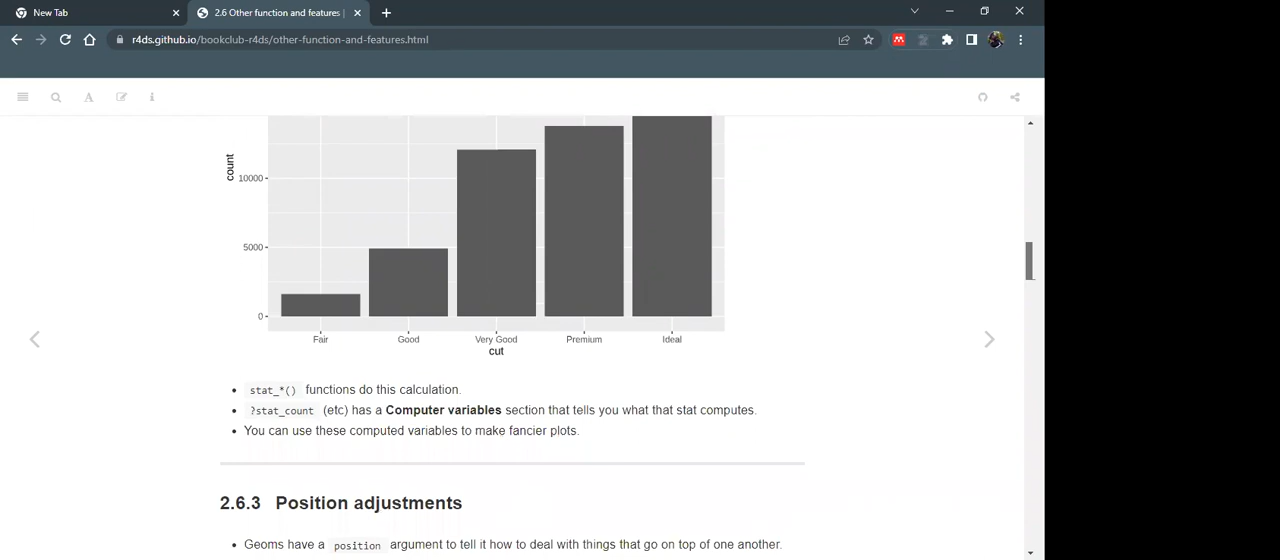 New Tab
2.6 Other function and features |
r4ds.github.io/bookclub-r4ds/other-function-and-features.html
count
10000
5000
0
Fair Good Very Good Premium Ideal
cut
stat_*() functions do this calculation.
?stat_count (etc) has a Computer variables section that tells you what that stat computes.
You can use these computed variables to make fancier plots.
2.6.3 Position adjustments
Geoms have a position argument to tell it how to deal with things that go on top of one another.